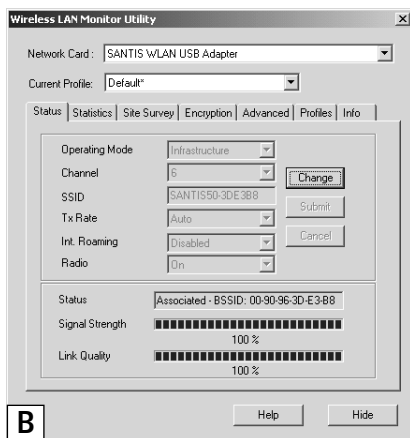 Wireless LAN Monitor Utility
Network Card : SANTIS WLAN USB Adapter
Current Profile: Default*
Status Statistics Site Survey Encryption Advanced Profiles Info
Operating Mode Infrastructure
Channel 6 Change
SSID SANTIS50-3DE3B8
Submit
Tx Rate Auto
Int. Roaming Disabled Cancel
Radio On
Status Associated - BSSID: 00-90-96-3D-E3-B8
Signal Strength
100 %
Link Quality
100 %
B Help Hide